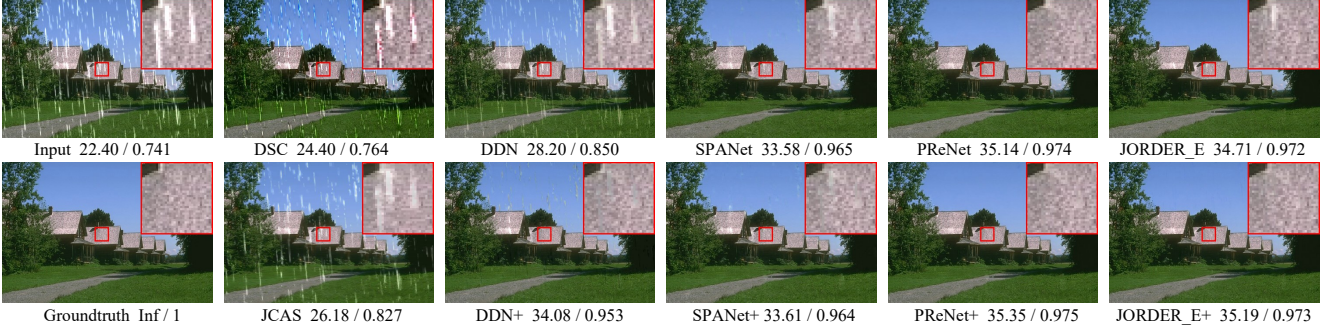 Input 22.40 / 0.741 DSC 24.40 / 0.764 DDN 28.20 / 0.850 SPANet 33.58 / 0.965 PReNet 35.14 / 0.974 JORDER_E 34.71 / 0.972
Groundtruth Inf / 1 JCAS 26.18 / 0.827 DDN+ 34.08 / 0.953 SPANet+ 33.61 / 0.964 PReNet+ 35.35 / 0.975 JORDER_E+ 35.19 / 0.973